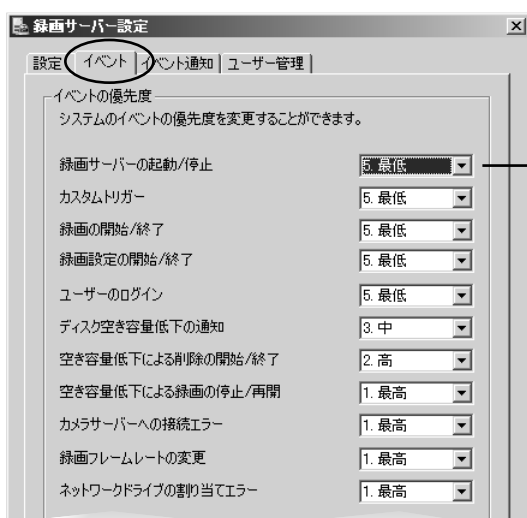 録画サーバー設定
設定 イベント イベント通知 ユーザー管理
イベントの優先度
システムのイベントの優先度を変更することができます。
録画サーバーの起動/停止 5. 最低
カスタムトリガー 5. 最低
録画の開始/終了 5. 最低
録画設定の開始/終了 5. 最低
ユーザーのログイン 5. 最低
ディスク空き容量低下の通知 3. 中
空き容量低下による削除の開始/終了 2. 高
空き容量低下による録画の停止/再開 1. 最高
カメラサーバーへの接続エラー 1. 最高
録画フレームレートの変更 1. 最高
ネットワークドライブの割り当てエラー 1. 最高